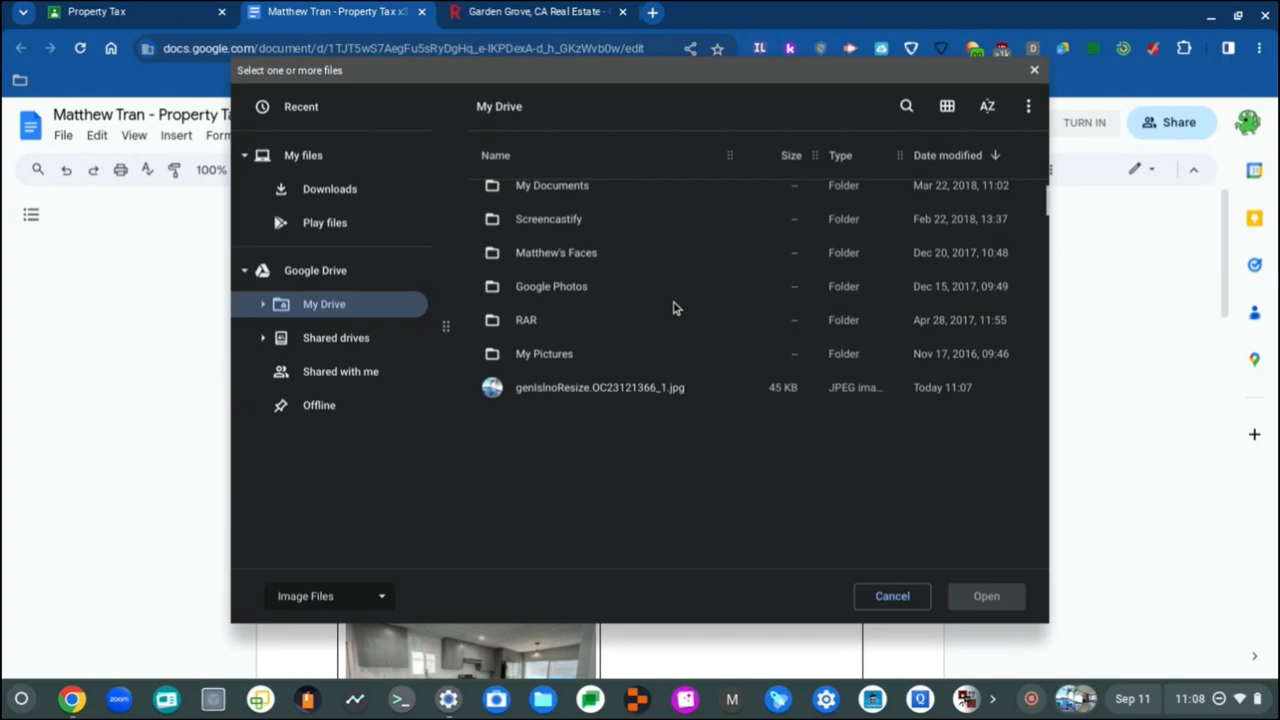 Property Tax
Matthew Tran - Property Tax x3
Garden Grove, CA Real Estate -
docs.google.com/document/d/1TJT5wS7AegFu5sRyDgHq_e-IKPDexA-d_h_GKzWvb0w/edit
Select one or more files
Matthew Tran - Property Ta
File Edit View Insert Form
TURN IN
Share
100%
Recent
My files
Downloads
Play files
Google Drive
My Drive
Shared drives
Shared with me
Offline
My Drive
Name Size Type Date modified
My Documents -- Folder Mar 22, 2018, 11:02
Screencastify -- Folder Feb 22, 2018, 13:37
Matthew's Faces -- Folder Dec 20, 2017, 10:48
Google Photos -- Folder Dec 15, 2017, 09:49
RAR -- Folder Apr 28, 2017, 11:55
My Pictures -- Folder Nov 17, 2016, 09:46
genIslnoResize.OC23121366_1.jpg 45 KB JPEG ima... Today 11:07
Image Files
Cancel
Open
zoom
Sep 11
11:08